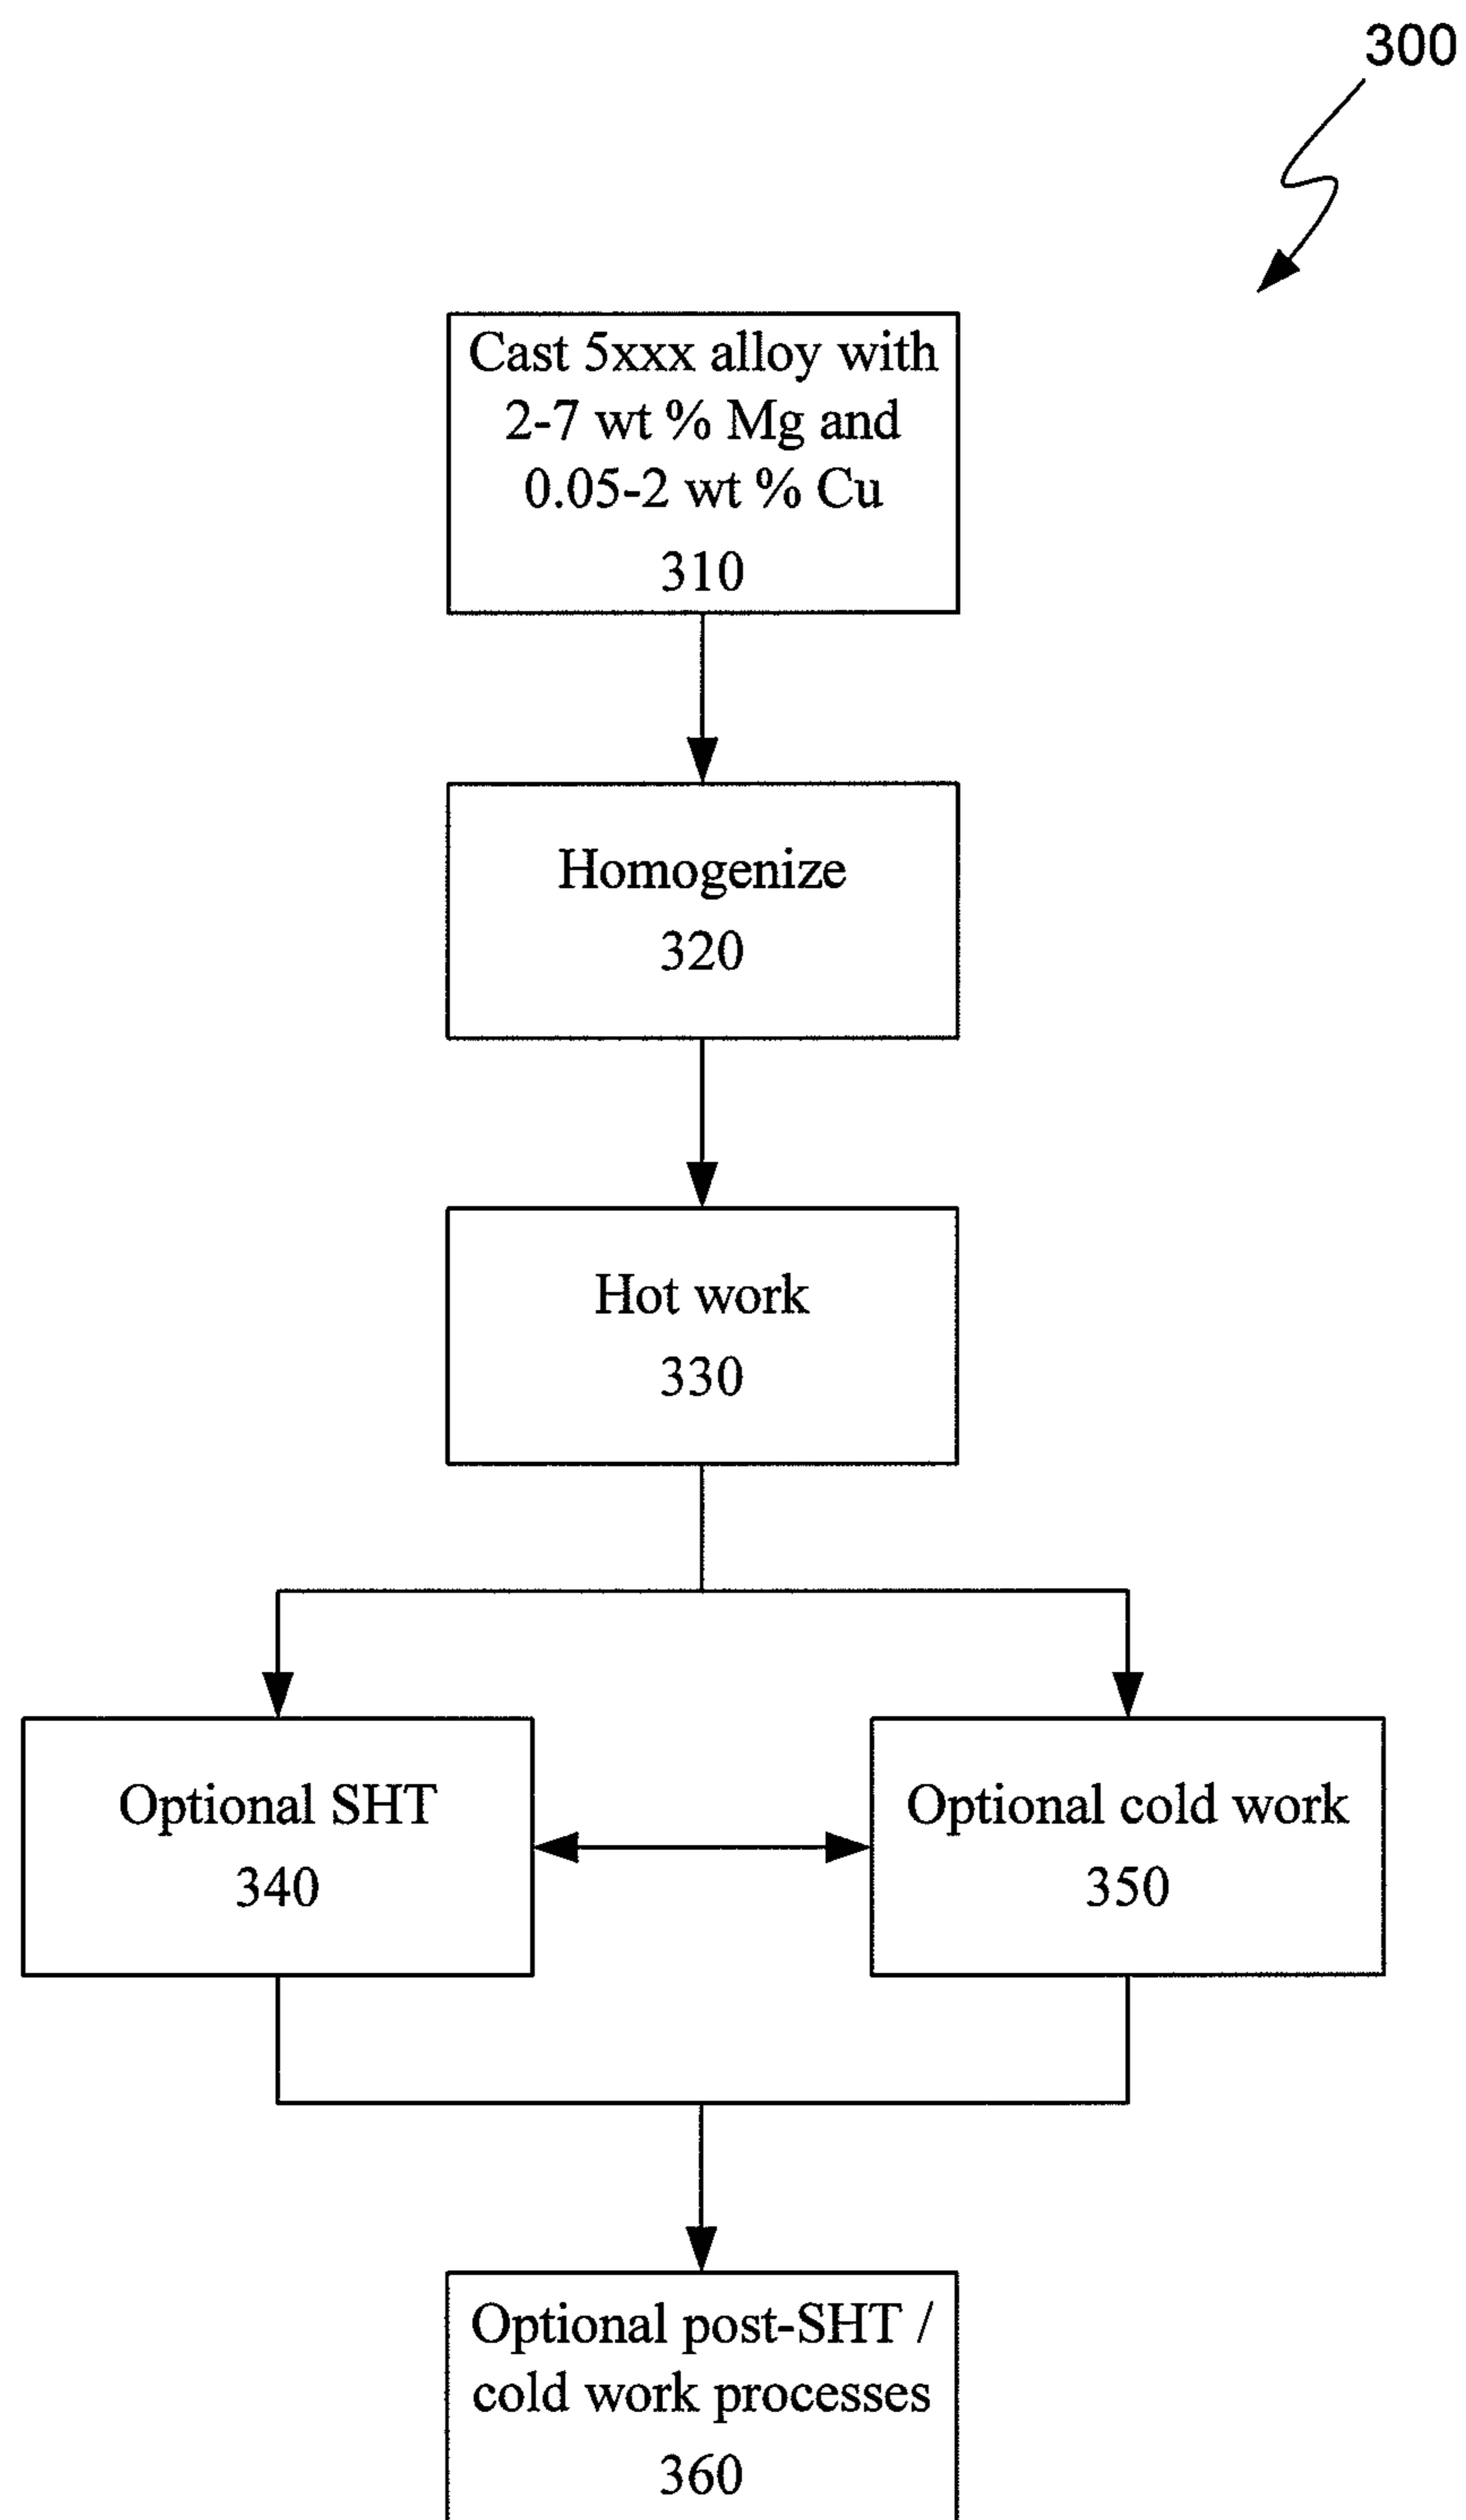 300
Cast 5xxx alloy with
2-7 wt % Mg and
0.05-2 wt % Cu
310
Homogenize
320
Hot work
330
Optional SHT
340
Optional cold work
350
Optional post-SHT /
cold work processes
360